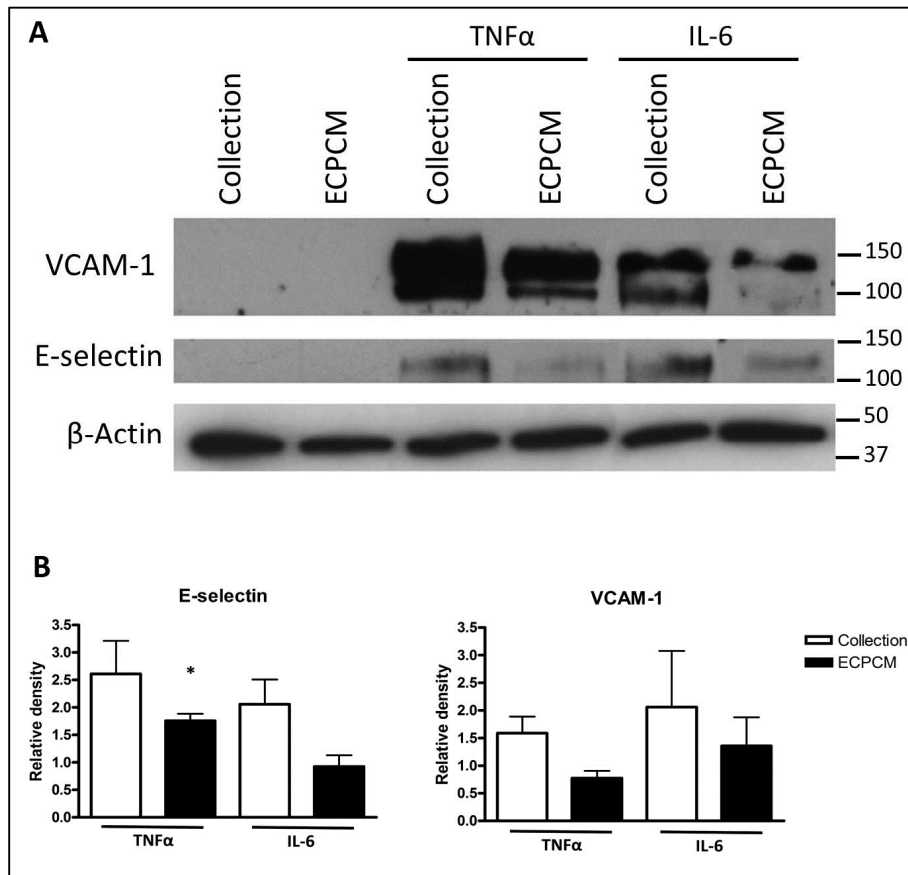 A
TNFα IL-6
Collection ECPCM Collection ECPCM Collection ECPCM
VCAM-1
150
100
E-selectin
150
100
β-Actin
50
37
B
E-selectin
Relative density
3.5
3.0
2.5
2.0
1.5
1.0
0.5
0.0
*
TNFα IL-6
VCAM-1
Relative density
3.5
3.0
2.5
2.0
1.5
1.0
0.5
0.0
TNFα IL-6
Collection
ECPCM